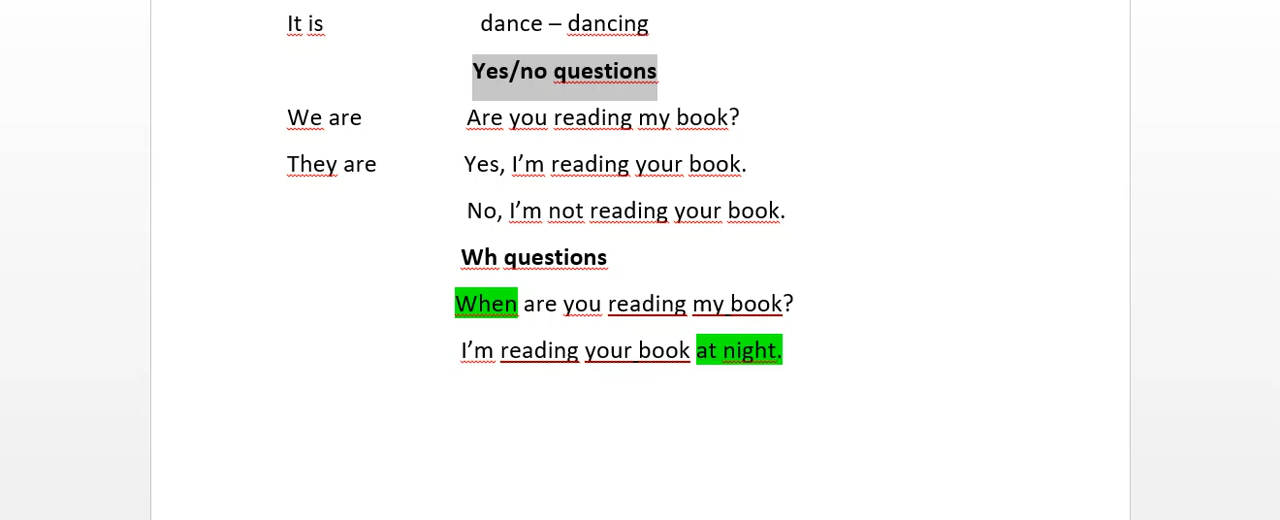 It is dance – dancing
Yes/no questions
We are Are you reading my book?
They are Yes, I’m reading your book.
No, I’m not reading your book.
Wh questions
When are you reading my book?
I’m reading your book at night.